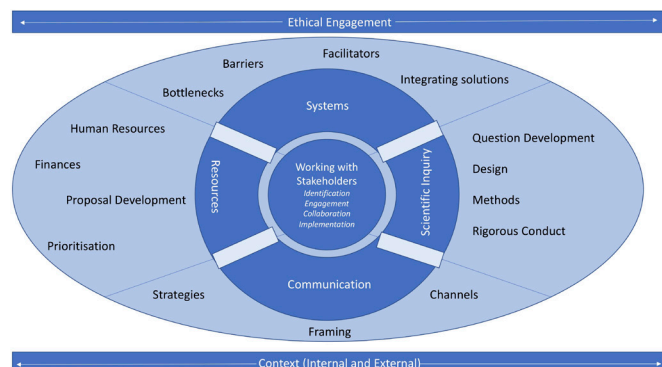 Ethical Engagement
Facilitators
Barriers
Integrating solutions
Bottlenecks
Systems
Human Resources
Question Development
Finances
Resources
Working with
Stakeholders
Identification
Engagement
Collaboration
Implementation
Scientific Inquiry
Design
Proposal Development
Methods
Rigorous Conduct
Prioritisation
Communication
Strategies
Channels
Framing
Context (Internal and External)